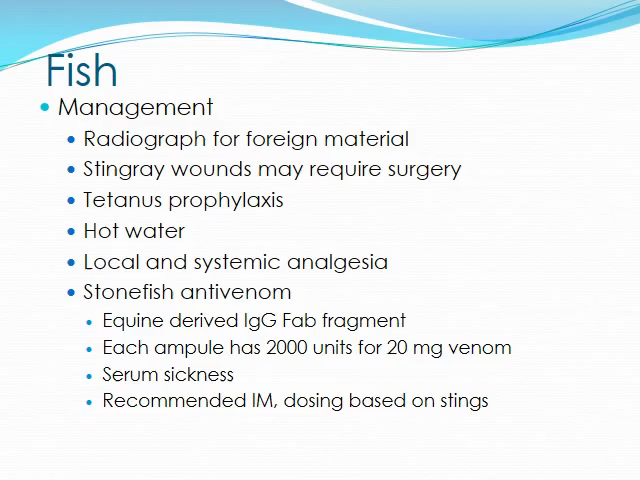 Fish
Management
Radiograph for foreign material
Stingray wounds may require surgery
Tetanus prophylaxis
Hot water
Local and systemic analgesia
Stonefish antivenom
Equine derived IgG Fab fragment
Each ampule has 2000 units for 20 mg venom
Serum sickness
Recommended IM, dosing based on stings